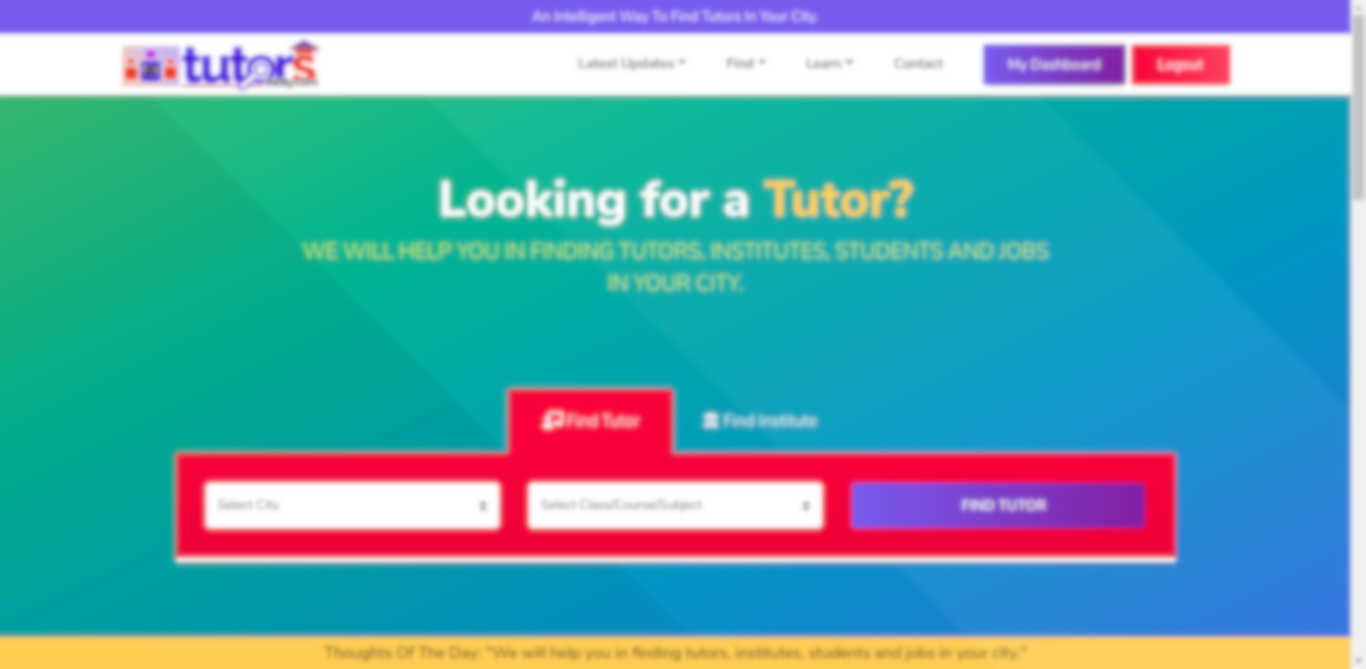 An Intelligent Way To Find Tutors In Your City.
tutors
Latest Updates Find Learn Contact My Dashboard Logout
Looking for a Tutor?
WE WILL HELP YOU IN FINDING TUTORS, INSTITUTES, STUDENTS AND JOBS
IN YOUR CITY.
Find Tutor Find Institute
Select City Select Class/Course/Subject FIND TUTOR
Thoughts Of The Day: "We will help you in finding tutors, institutes, students and jobs in your city."